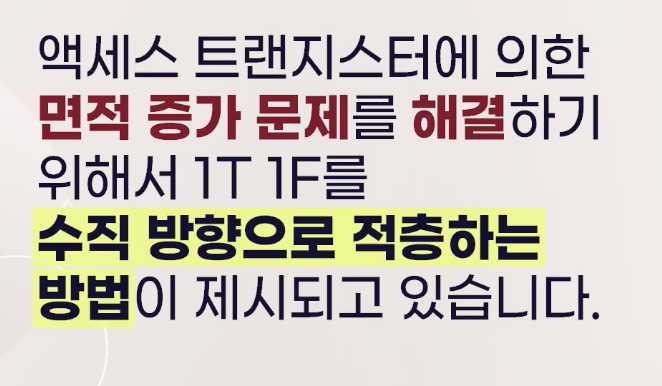 액세스 트랜지스터에 의한
면적 증가 문제를 해결하기
위해서 1T 1F를
수직 방향으로 적층하는
방법이 제시되고 있습니다.